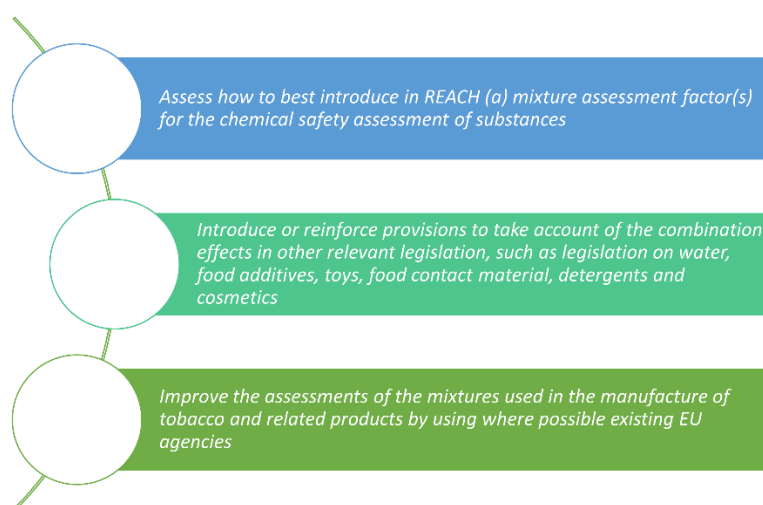 Assess how to best introduce in REACH (a) mixture assessment factor(s)
for the chemical safety assessment of substances
Introduce or reinforce provisions to take account of the combination
effects in other relevant legislation, such as legislation on water,
food additives, toys, food contact material, detergents and
cosmetics
Improve the assessments of the mixtures used in the manufacture of
tobacco and related products by using where possible existing EU
agencies